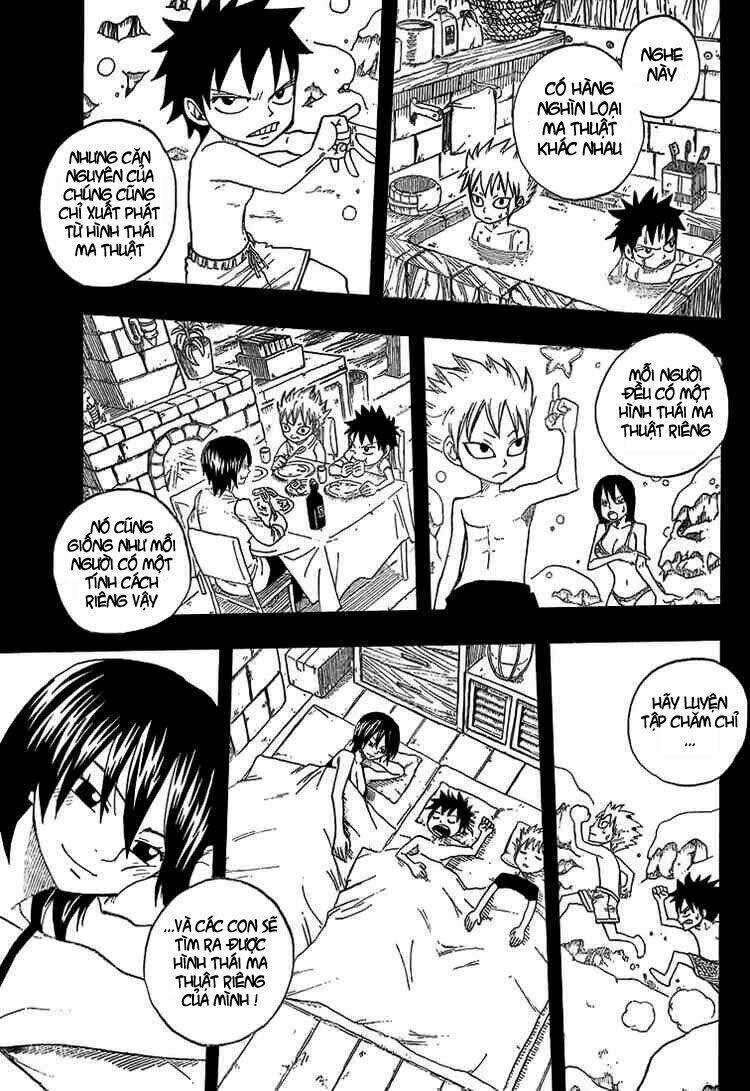 NGHE
NÀY
CÓ HÀNG
NGHÌN LOẠI
MA THUẬT
KHÁC NHAU
NHƯNG CĂN
NGUYÊN CỦA
CHÚNG CŨNG
CHỈ XUẤT PHÁT
TỪ HÌNH THÁI
MA THUẬT
MỖI NGƯỜI
ĐỀU CÓ MỘT
HÌNH THÁI MA
THUẬT RIÊNG
NÓ CŨNG
GIỐNG NHƯ MỖI
NGƯỜI CÓ MỘT
TÍNH CÁCH
RIÊNG VẬY
HÃY LUYỆN
TẬP CHĂM CHỈ
...
...VÀ CÁC CON SẼ
TÌM RA ĐƯỢC
HÌNH THÁI MA
THUẬT RIÊNG
CỦA MÌNH !